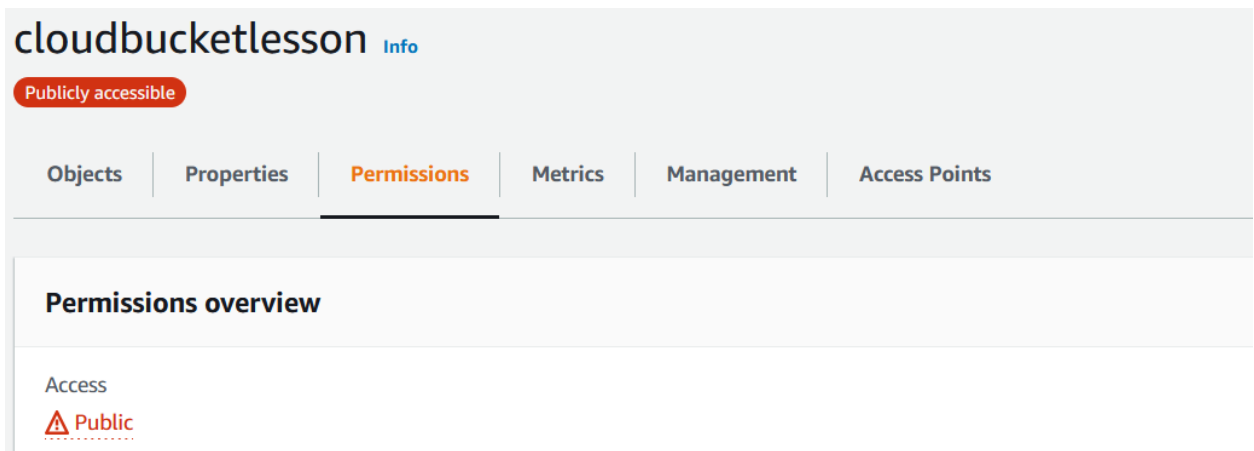 cloudbucketlesson Info
Publicly accessible
Objects Properties Permissions Metrics Management Access Points
Permissions overview
Access
Public